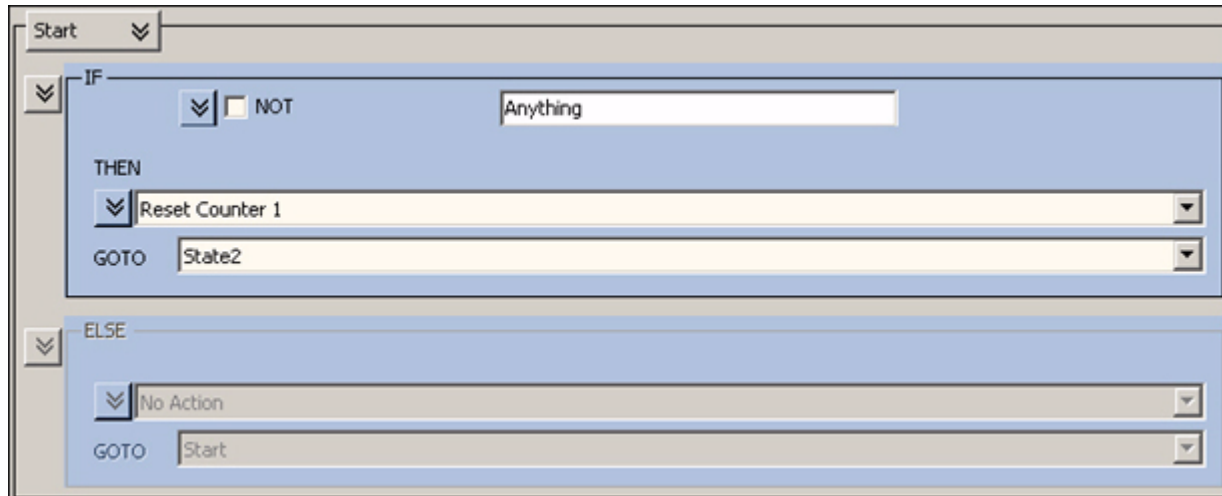 Start
IF
NOT Anything
THEN
Reset Counter 1
GOTO State2
ELSE
No Action
GOTO Start